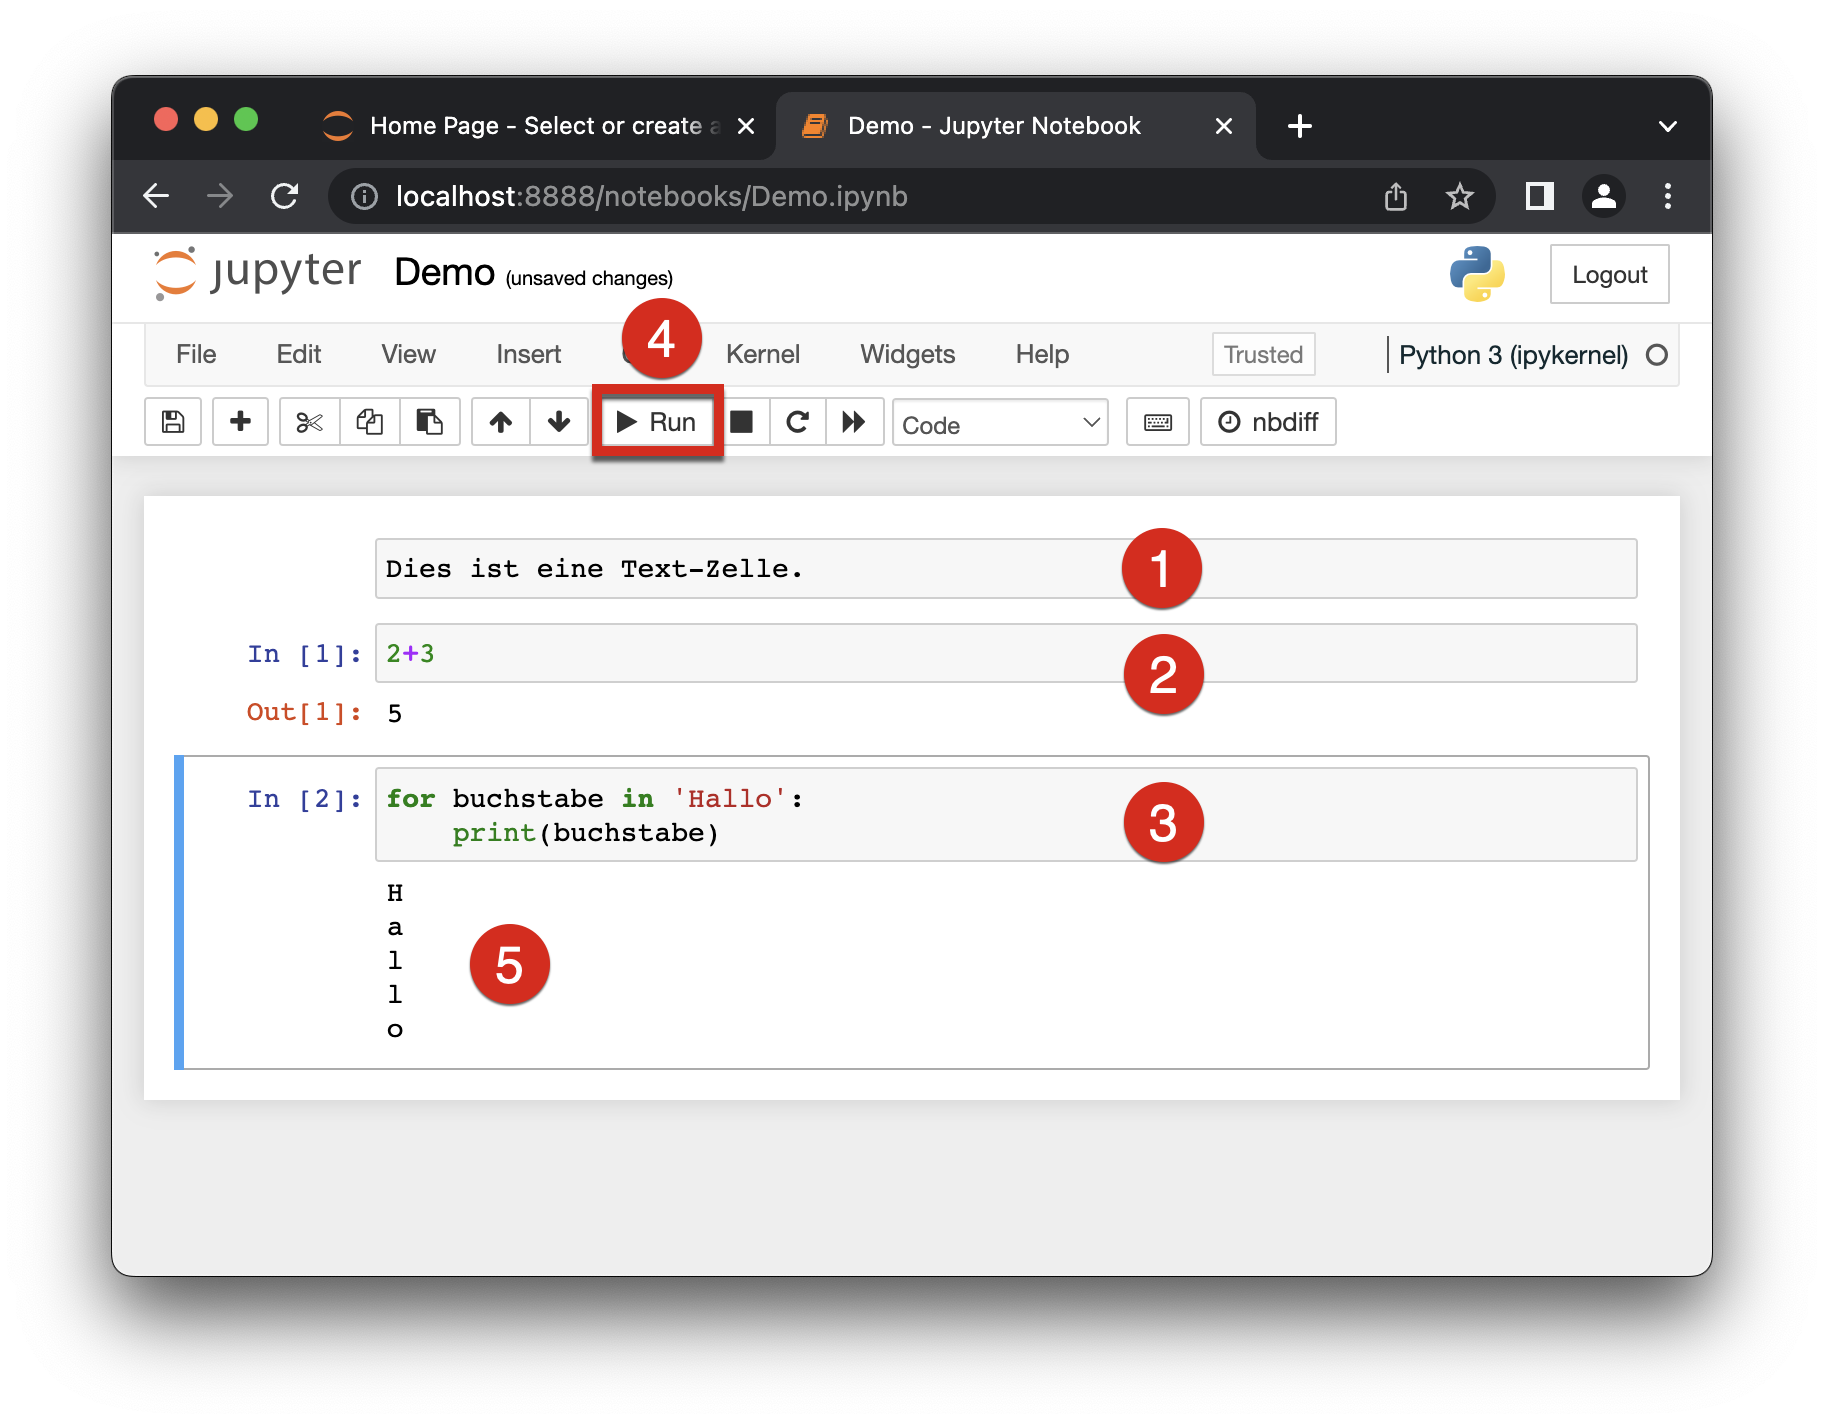 Home Page - Select or create a
Demo - Jupyter Notebook
localhost:8888/notebooks/Demo.ipynb
jupyter Demo (unsaved changes)
Logout
4
File Edit View Insert Kernel Widgets Help Trusted Python 3 (ipykernel)
Run Code nbdiff
Dies ist eine Text-Zelle.
1
In [1]: 2+3
2
Out[1]: 5
In [2]: for buchstabe in 'Hallo':
print(buchstabe)
3
H
a
l
l
o
5